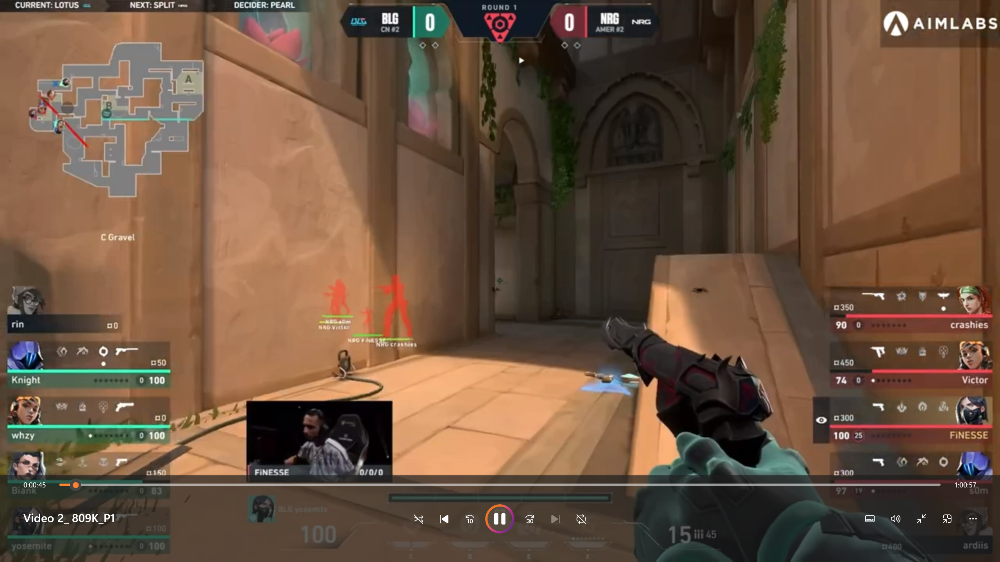 CURRENT: LOTUS
NEXT: SPLIT NRG
DECIDER: PEARL
BLG
BLG
CN #2
0
ROUND 1
0
NRG
AMER #2
NRG
AIMLABS
A
B
C Gravel
NRG s0m
NRG Victor
NRG FiNESSE
NRG crashies
rin
0
50
Knight
0 100
0
whzy
0 100
150
Biank
0 83
100
yosemite
0 100
350
90 0
crashies
450
74 0
Victor
300
100 25
FiNESSE
300
97 19
s0m
400
ardiis
FiNESSE
0/0/0
0:00:45
1:00:57
BLG yosemite
Video 2_ 809K_P1
10
30
100
15 45
C
Q
E
X